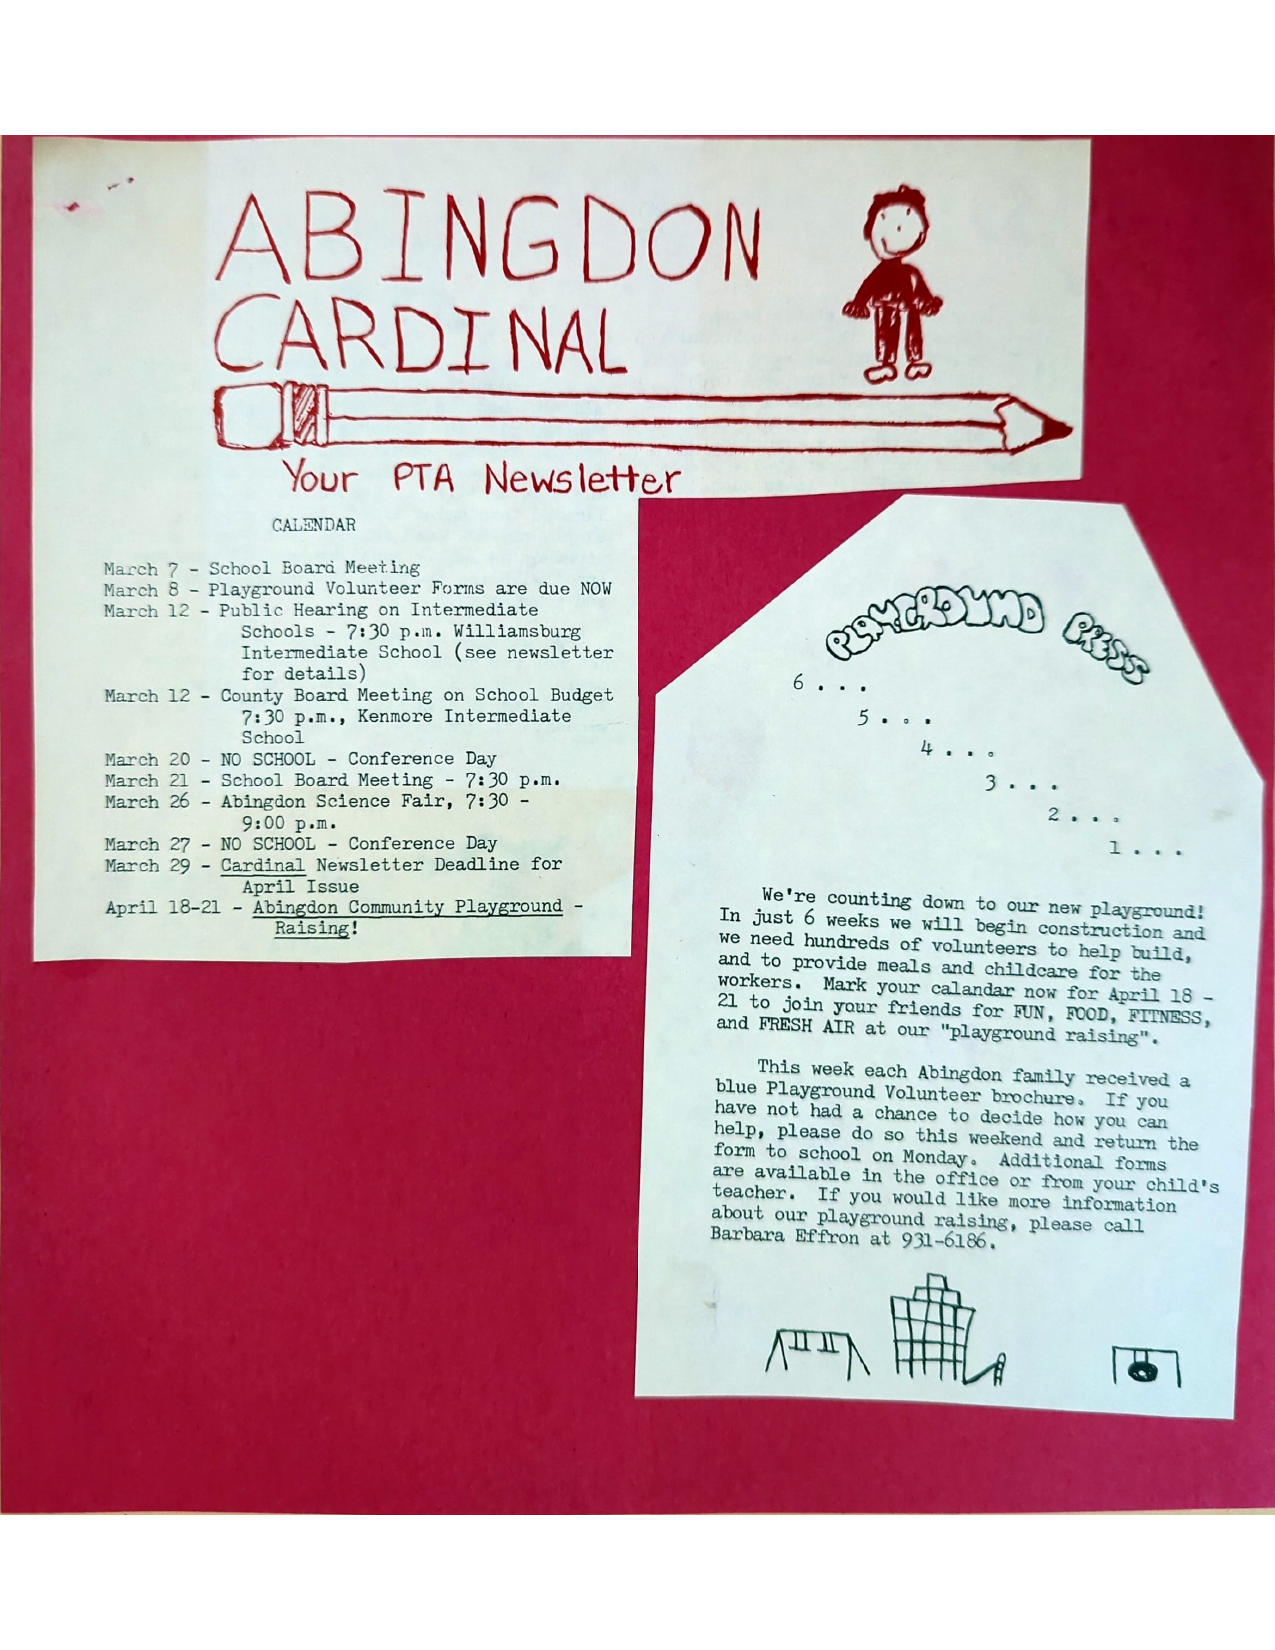 ABINGDON
CARDINAL
Your PTA Newsletter
CALENDAR
March 7 - School Board Meeting
March 8 - Playground Volunteer Forms are due NOW
March 12 - Public Hearing on Intermediate
Schools - 7:30 p.m. Williamsburg
Intermediate School (see newsletter
for details)
March 12 - County Board Meeting on School Budget
7:30 p.m., Kenmore Intermediate
School
March 20 - NO SCHOOL - Conference Day
March 21 - School Board Meeting - 7:30 p.m.
March 26 - Abingdon Science Fair, 7:30 -
9:00 p.m.
March 27 - NO SCHOOL - Conference Day
March 29 - Cardinal Newsletter Deadline for
April Issue
April 18-21 - Abingdon Community Playground -
Raising!
PLAYGROUND PRESS
6 . . .
5 . . .
4 . . .
3 . . .
2 . . .
1 . . .
We're counting down to our new playground!
In just 6 weeks we will begin construction and
we need hundreds of volunteers to help build,
and to provide meals and childcare for the
workers. Mark your calandar now for April 18 -
21 to join your friends for FUN, FOOD, FITNESS,
and FRESH AIR at our "playground raising".
This week each Abingdon family received a
blue Playground Volunteer brochure. If you
have not had a chance to decide how you can
help, please do so this weekend and return the
form to school on Monday. Additional forms
are available in the office or from your child's
teacher. If you would like more information
about our playground raising, please call
Barbara Effron at 931-6186.